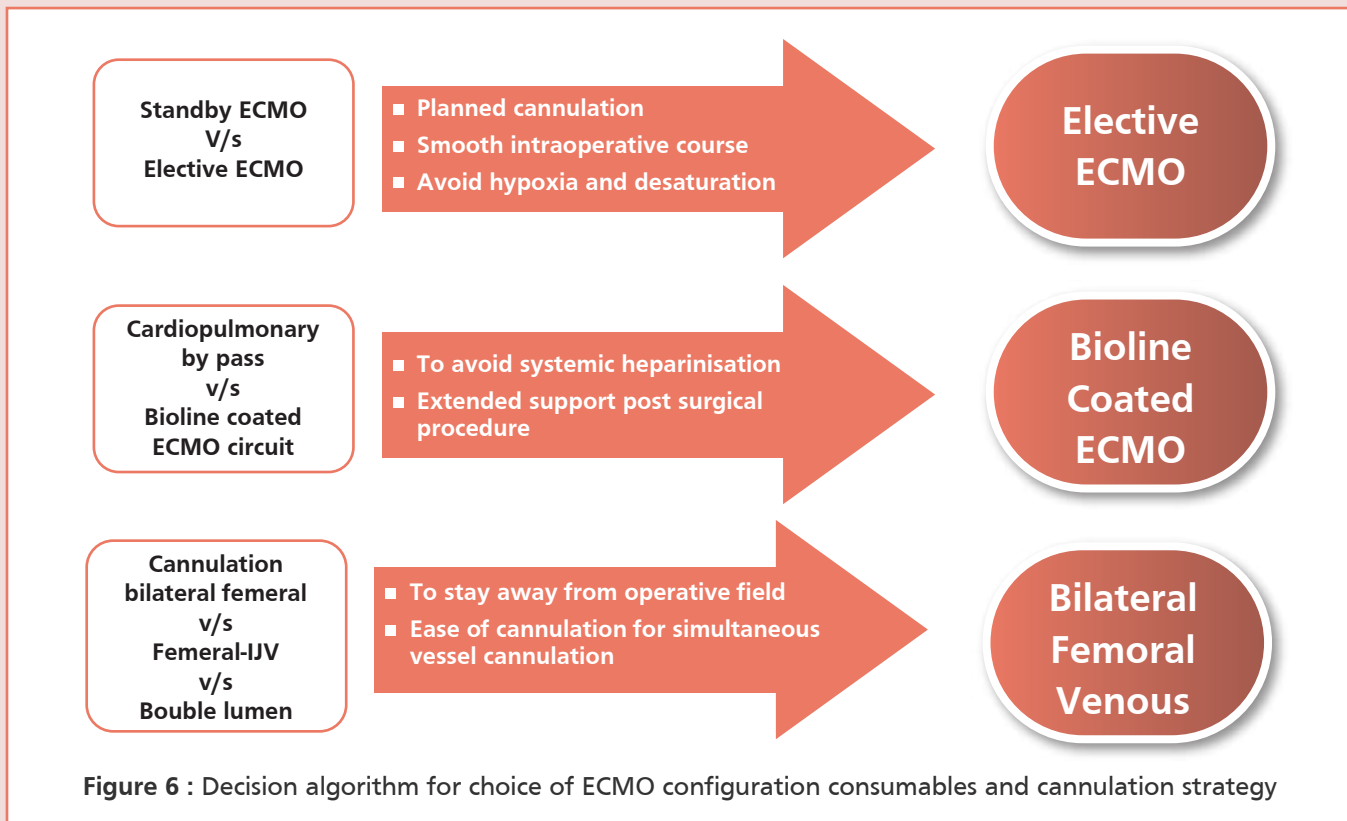 Standby ECMO
V/s
Elective ECMO
■ Planned cannulation
■ Smooth intraoperative course
■ Avoid hypoxia and desaturation
Elective
ECMO
Cardiopulmonary
by pass
v/s
Bioline coated
ECMO circuit
■ To avoid systemic heparinisation
■ Extended support post surgical
procedure
Bioline
Coated
ECMO
Cannulation
bilateral femeral
v/s
Femeral-IJV
v/s
Bouble lumen
■ To stay away from operative field
■ Ease of cannulation for simultaneous
vessel cannulation
Bilateral
Femoral
Venous
Figure 6 : Decision algorithm for choice of ECMO configuration consumables and cannulation strategy